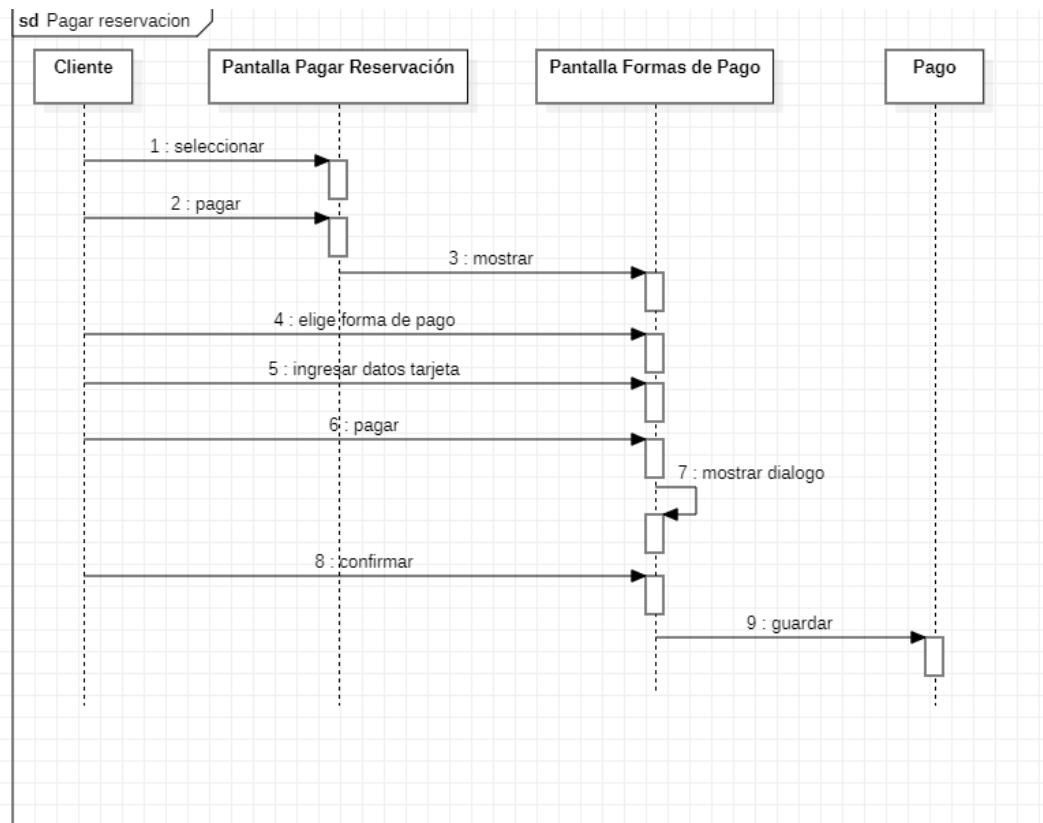 sd Pagar reservacion
Cliente
Pantalla Pagar Reservación
Pantalla Formas de Pago
Pago
1 : seleccionar
2 : pagar
3 : mostrar
4 : elige forma de pago
5 : ingresar datos tarjeta
6 : pagar
7 : mostrar dialogo
8 : confirmar
9 : guardar